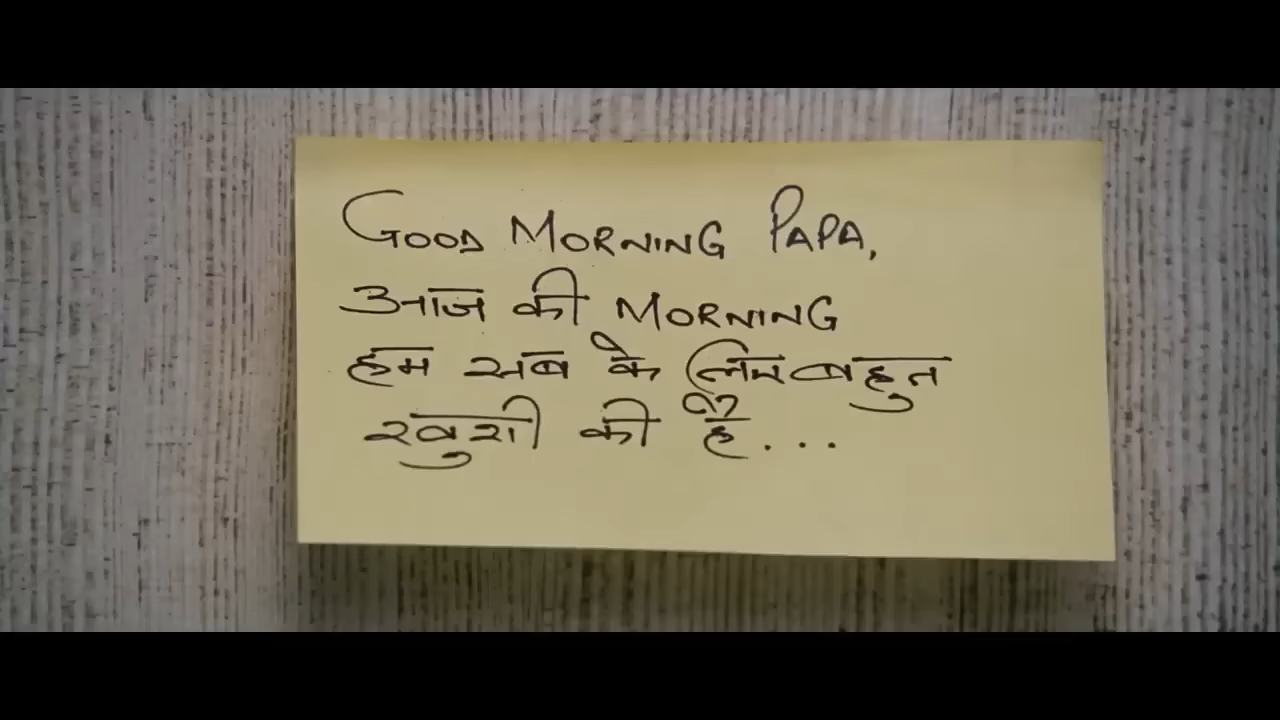 GOOD MORNING PAPA,
आज की MORNING
हम सब के लिए बहुत
खुशी की है...